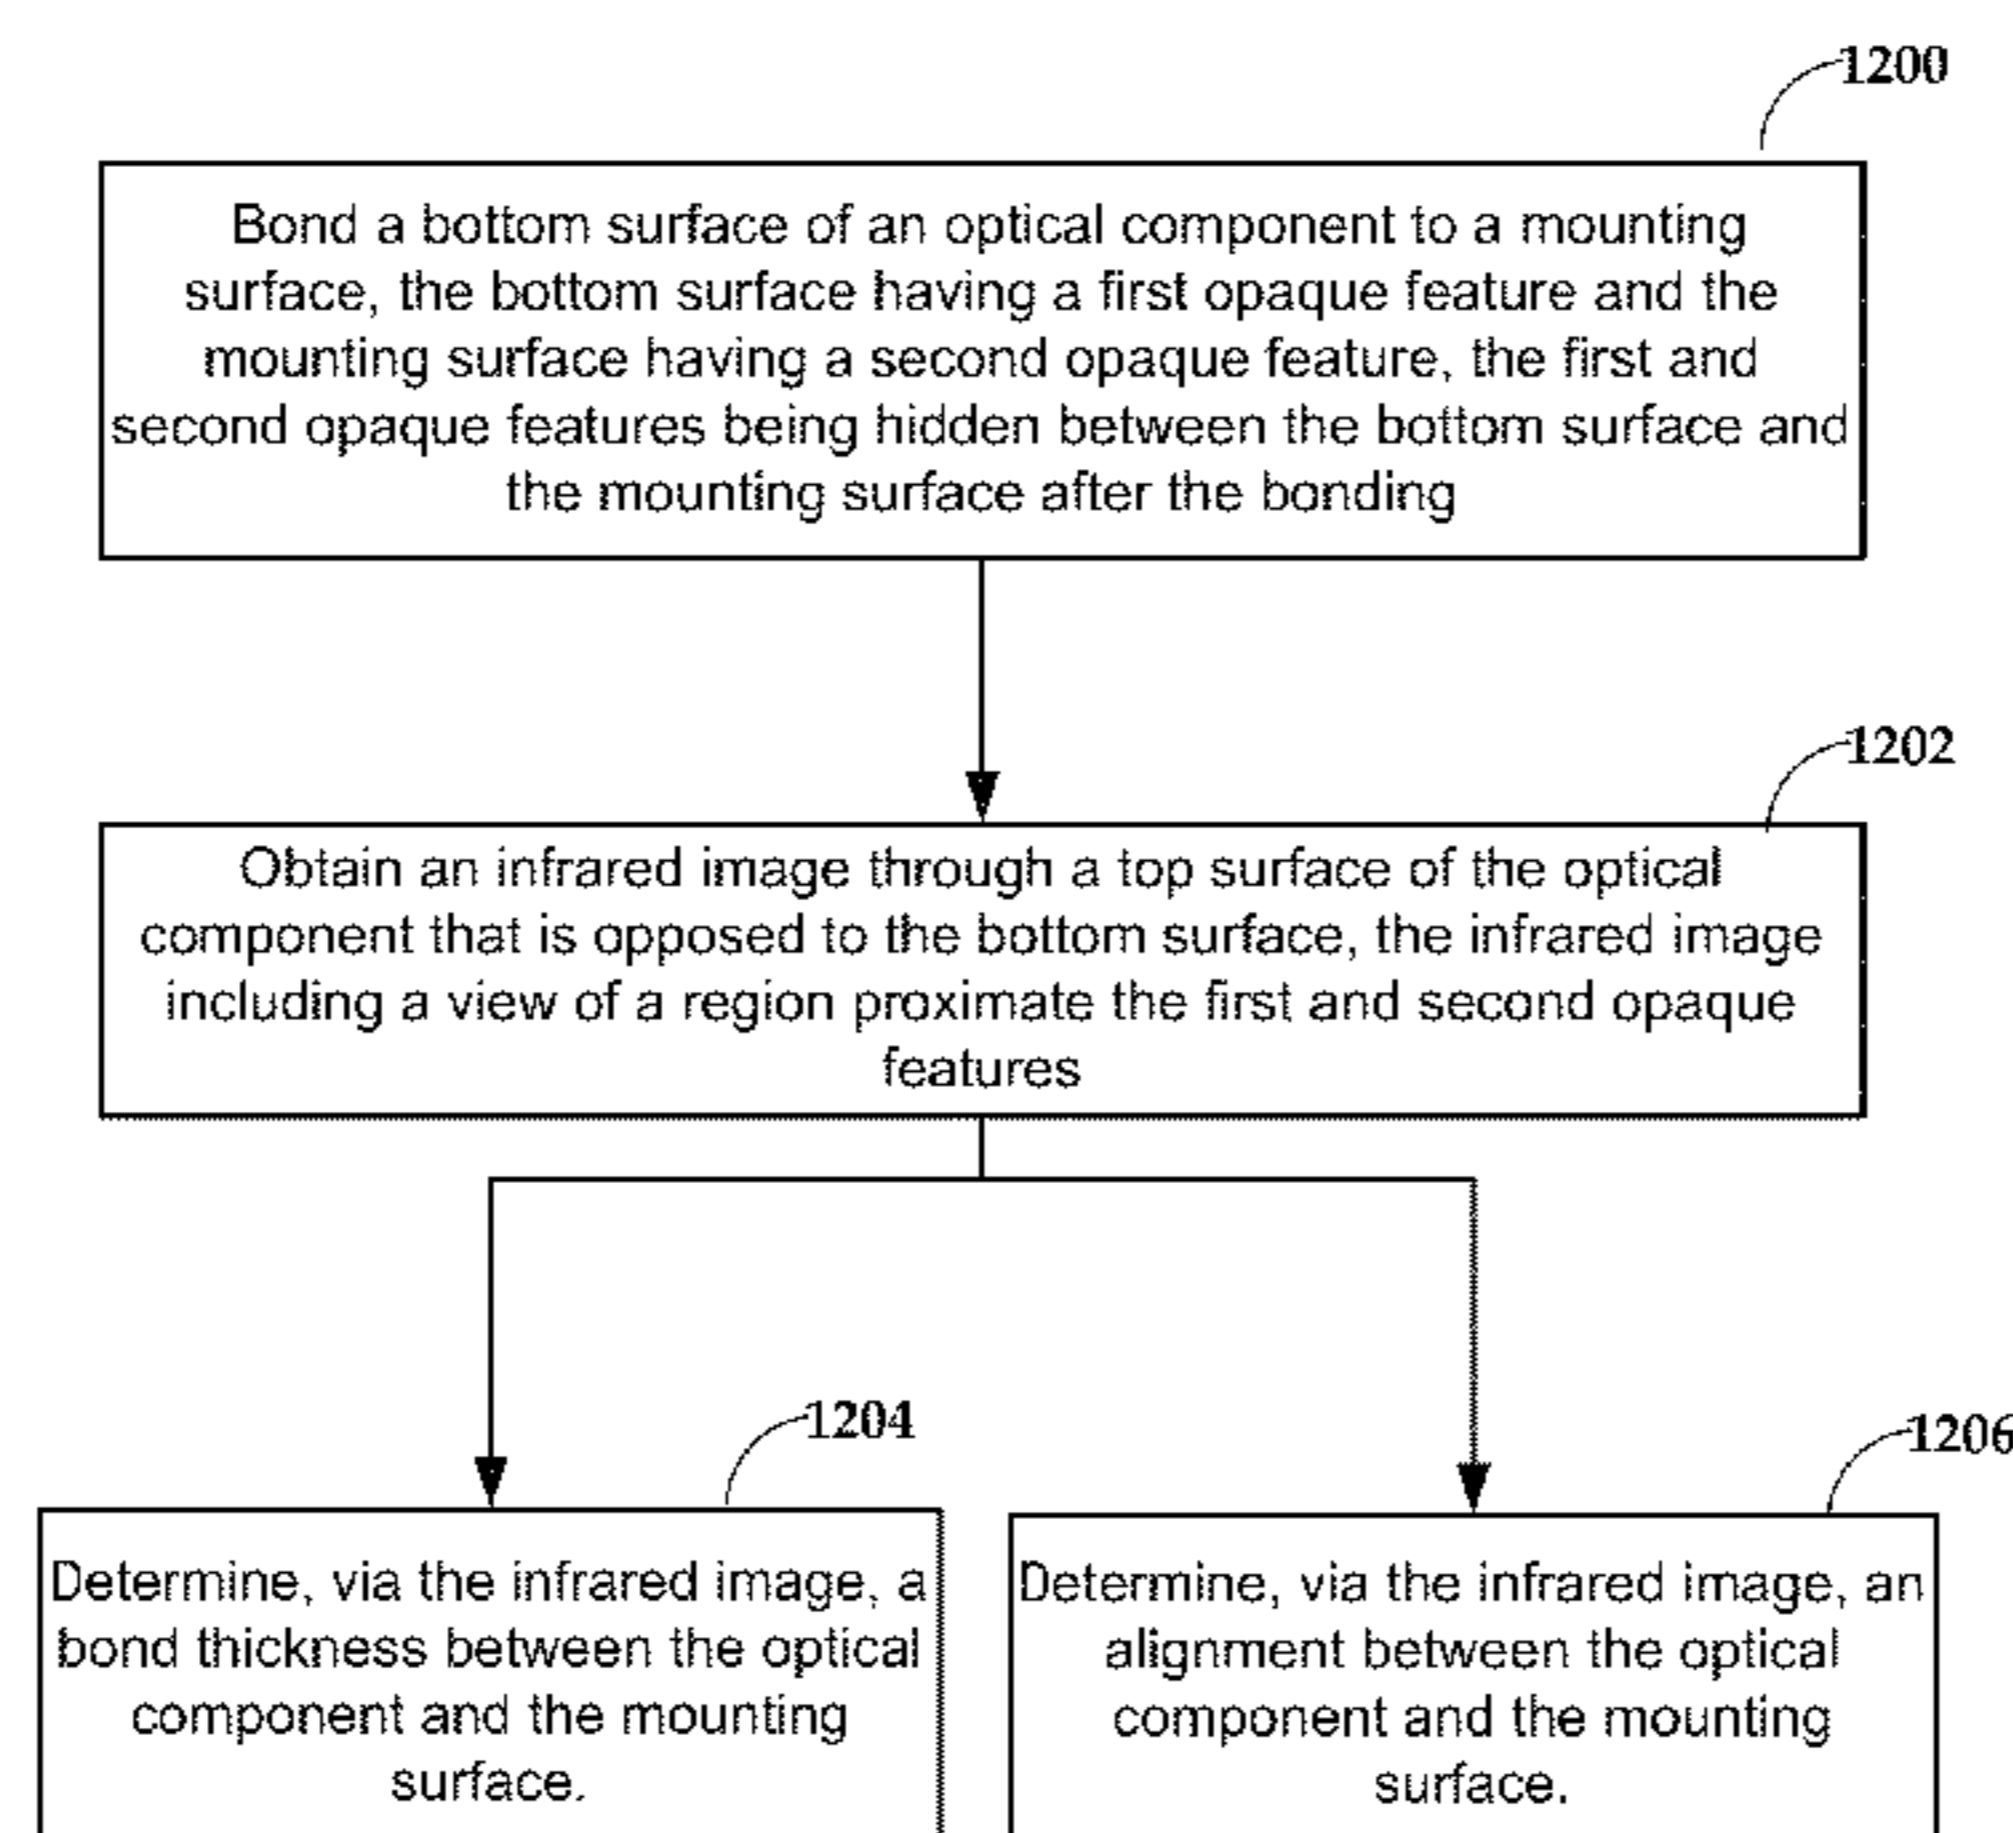 1200
Bond a bottom surface of an optical component to a mounting
surface, the bottom surface having a first opaque feature and the
mounting surface having a second opaque feature, the first and
second opaque features being hidden between the bottom surface and
the mounting surface after the bonding
1202
Obtain an infrared image through a top surface of the optical
component that is opposed to the bottom surface, the infrared image
including a view of a region proximate the first and second opaque
features
1204
Determine, via the infrared image, a
bond thickness between the optical
component and the mounting
surface.
1206
Determine, via the infrared image, an
alignment between the optical
component and the mounting
surface.